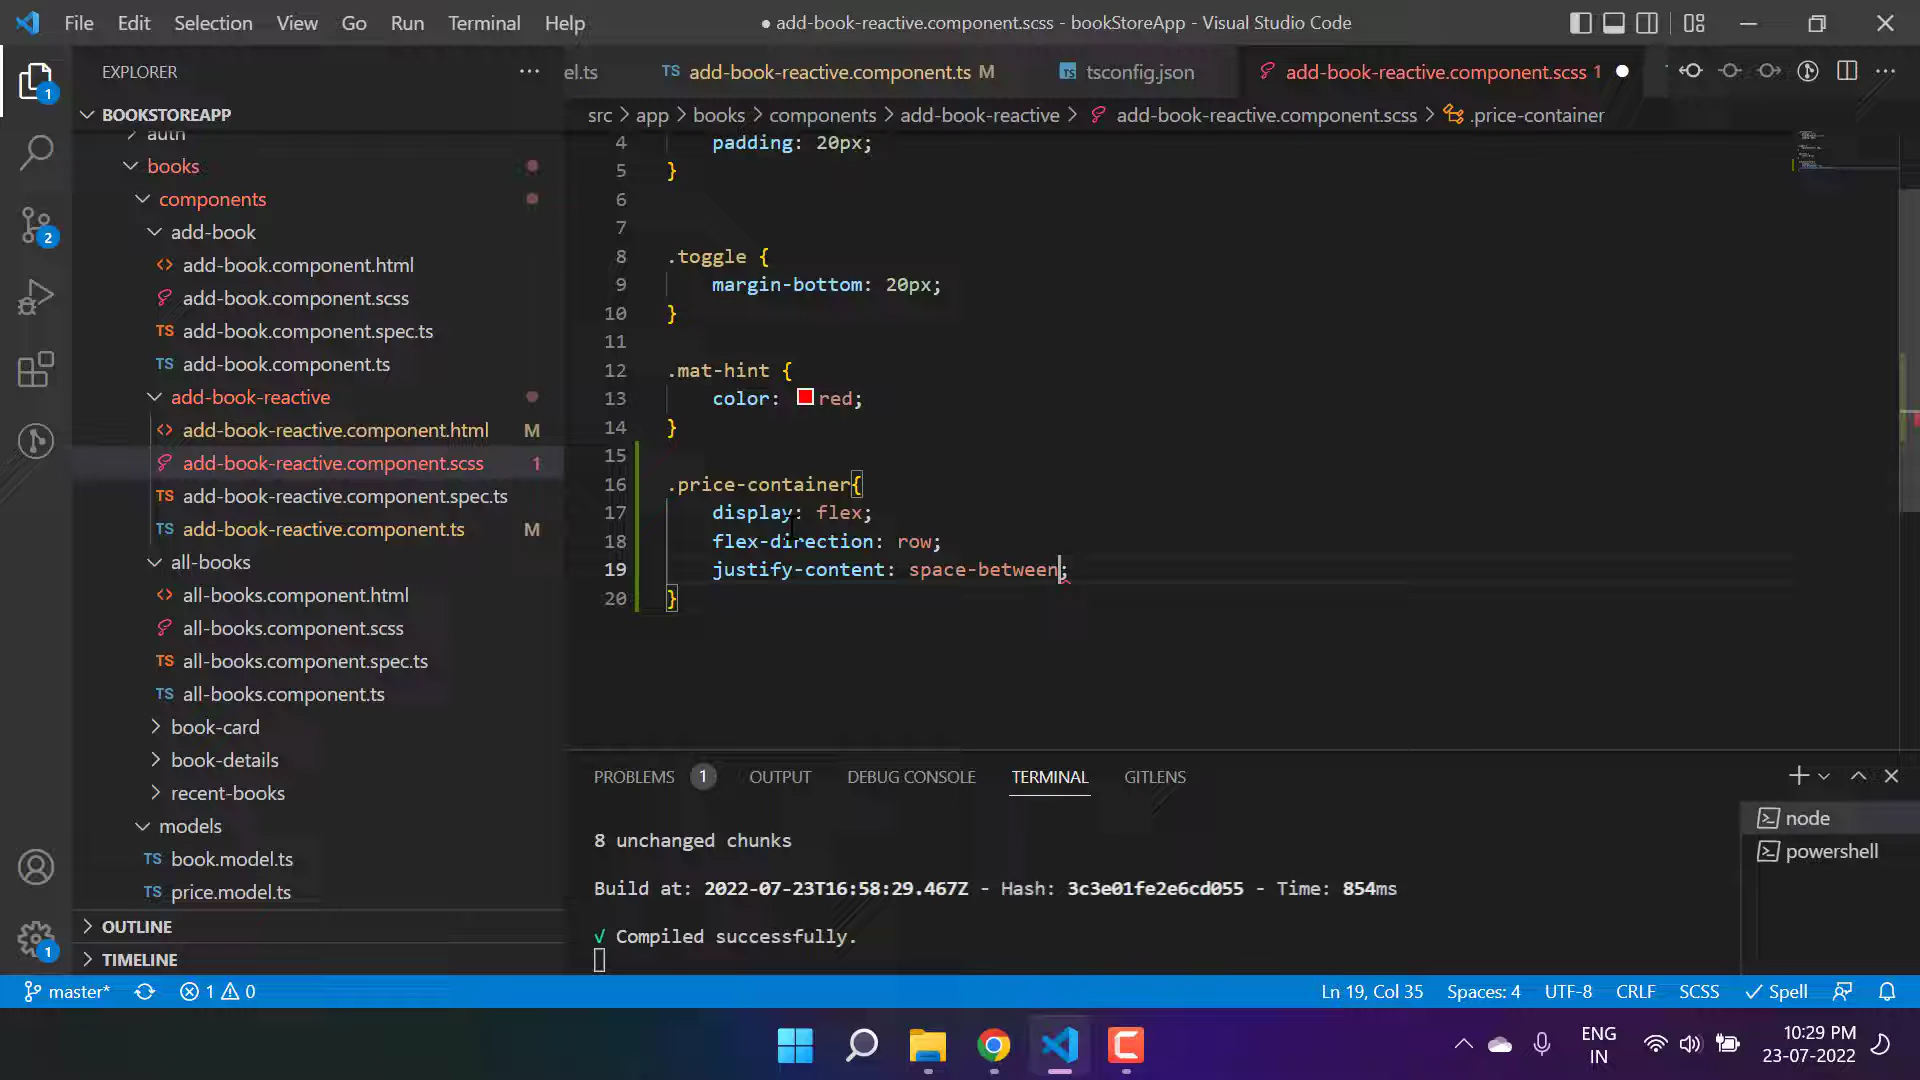 File Edit Selection View Go Run Terminal Help
● add-book-reactive.component.scss - bookStoreApp - Visual Studio Code
EXPLORER
el.ts
TS add-book-reactive.component.ts M
tsconfig.json
add-book-reactive.component.scss 1
BOOKSTOREAPP
src > app > books > components > add-book-reactive > add-book-reactive.component.scss > .price-container
auth
books
components
add-book
<> add-book.component.html
add-book.component.scss
TS add-book.component.spec.ts
TS add-book.component.ts
add-book-reactive
<> add-book-reactive.component.html M
add-book-reactive.component.scss 1
TS add-book-reactive.component.spec.ts
TS add-book-reactive.component.ts M
all-books
<> all-books.component.html
all-books.component.scss
TS all-books.component.spec.ts
TS all-books.component.ts
book-card
book-details
recent-books
models
TS book.model.ts
TS price.model.ts
OUTLINE
TIMELINE
1
2
1
4 padding: 20px;
5 }
6
7
8 .toggle {
9 margin-bottom: 20px;
10 }
11
12 .mat-hint {
13 color: red;
14 }
15
16 .price-container{
17 display: flex;
18 flex-direction: row;
19 justify-content: space-between;
20 }
PROBLEMS 1 OUTPUT DEBUG CONSOLE TERMINAL GITLENS
8 unchanged chunks
Build at: 2022-07-23T16:58:29.467Z - Hash: 3c3e01fe2e6cd055 - Time: 854ms
√ Compiled successfully.
node
powershell
master* 1 0
Ln 19, Col 35 Spaces: 4 UTF-8 CRLF SCSS Spell
ENG
IN
10:29 PM
23-07-2022